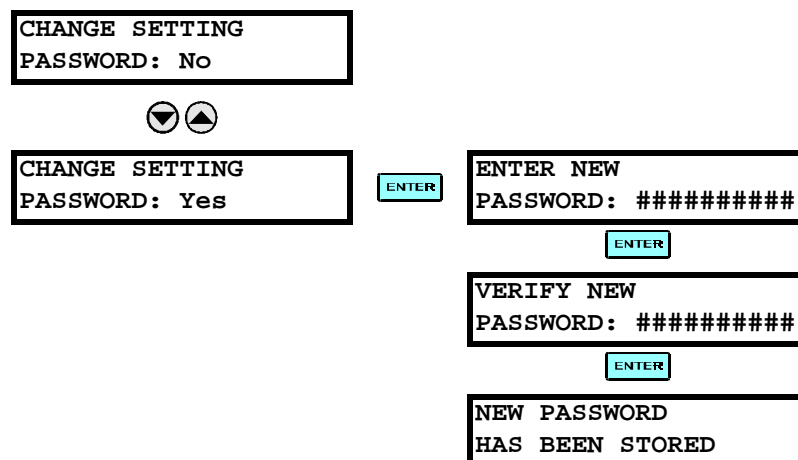 CHANGE SETTING
PASSWORD: No
CHANGE SETTING
PASSWORD: Yes
ENTER
ENTER NEW
PASSWORD: ##########
ENTER
VERIFY NEW
PASSWORD: ##########
ENTER
NEW PASSWORD
HAS BEEN STORED